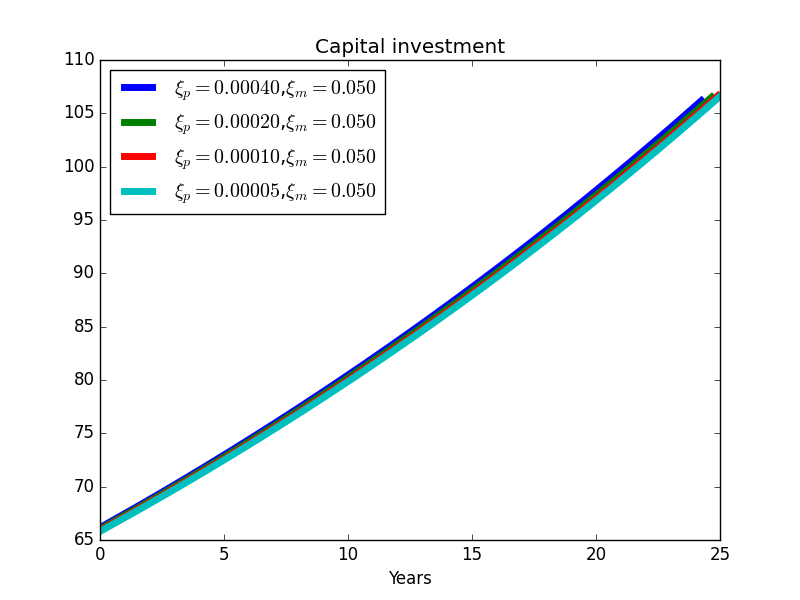 Capital investment
110
105
100
95
90
85
80
75
70
65
ξₚ = 0.00040,ξₘ = 0.050
ξₚ = 0.00020,ξₘ = 0.050
ξₚ = 0.00010,ξₘ = 0.050
ξₚ = 0.00005,ξₘ = 0.050
0 5 10 15 20 25
Years